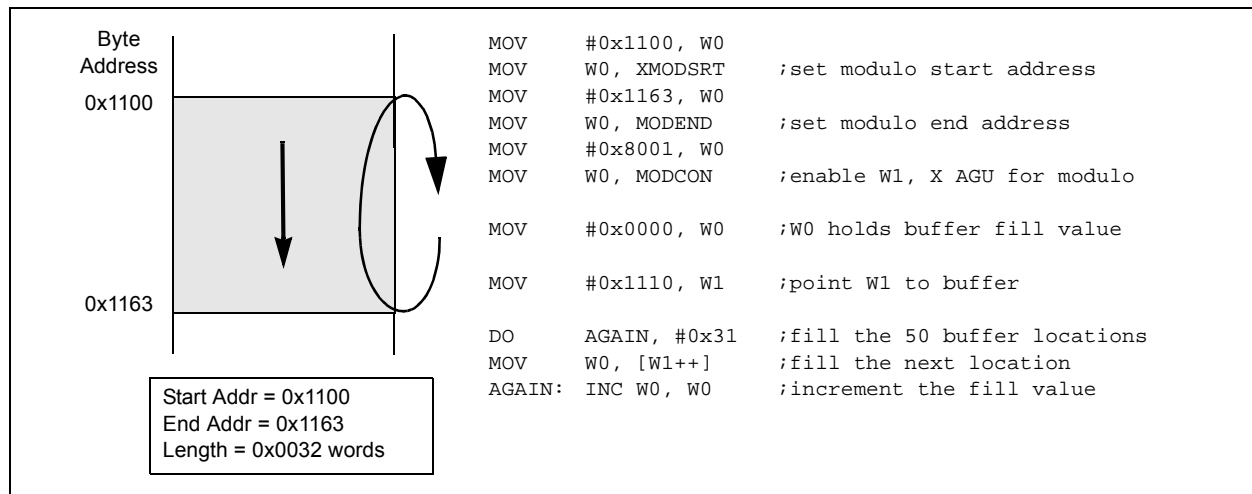 Byte
Address
0x1100
0x1163
Start Addr = 0x1100
End Addr = 0x1163
Length = 0x0032 words
MOV #0x1100, W0
MOV W0, XMODSRT ;set modulo start address
MOV #0x1163, W0
MOV W0, MODEND ;set modulo end address
MOV #0x8001, W0
MOV W0, MODCON ;enable W1, X AGU for modulo
MOV #0x0000, W0 ;W0 holds buffer fill value
MOV #0x1110, W1 ;point W1 to buffer
DO AGAIN, #0x31 ;fill the 50 buffer locations
MOV W0, [W1++] ;fill the next location
AGAIN: INC W0, W0 ;increment the fill value